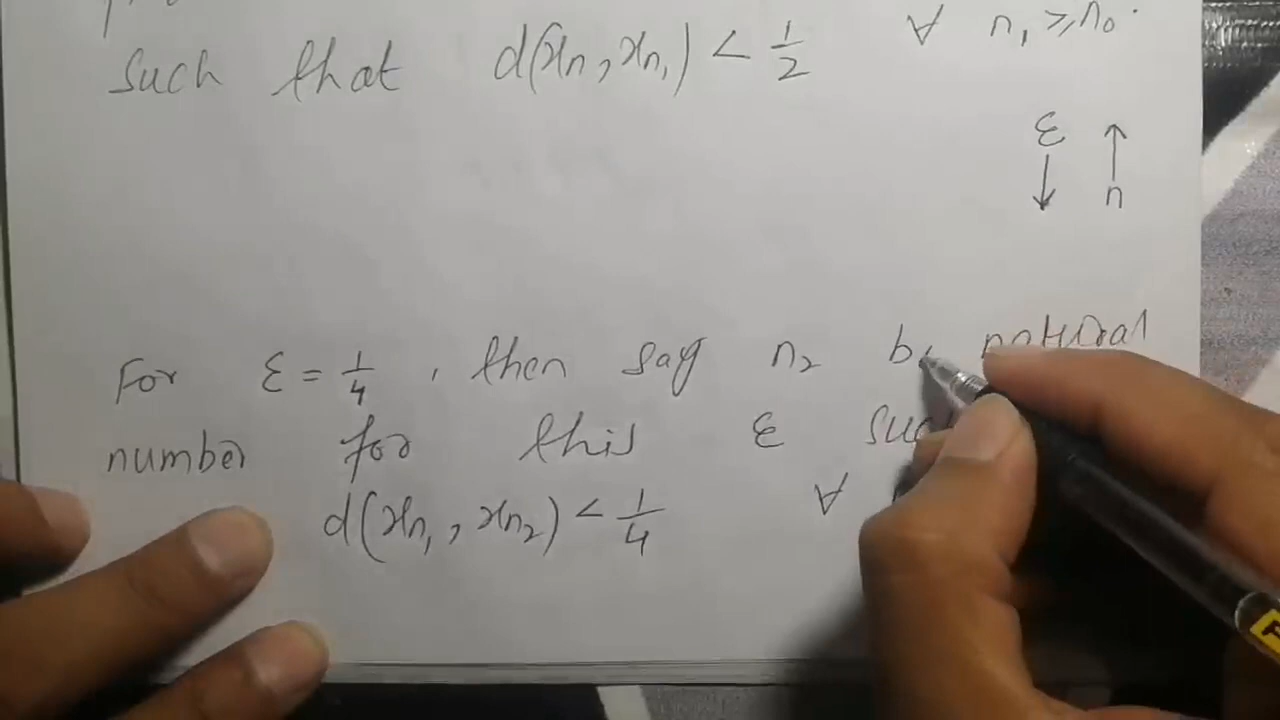 such that d(xn, xn₁) < 1/2 ∀ n₁ ≥ n₀.
ε ↓ n ↑
For ε = 1/4, then say n₂ be natural
number for this ε
d(xn₁, xn₂) < 1/4 ∀